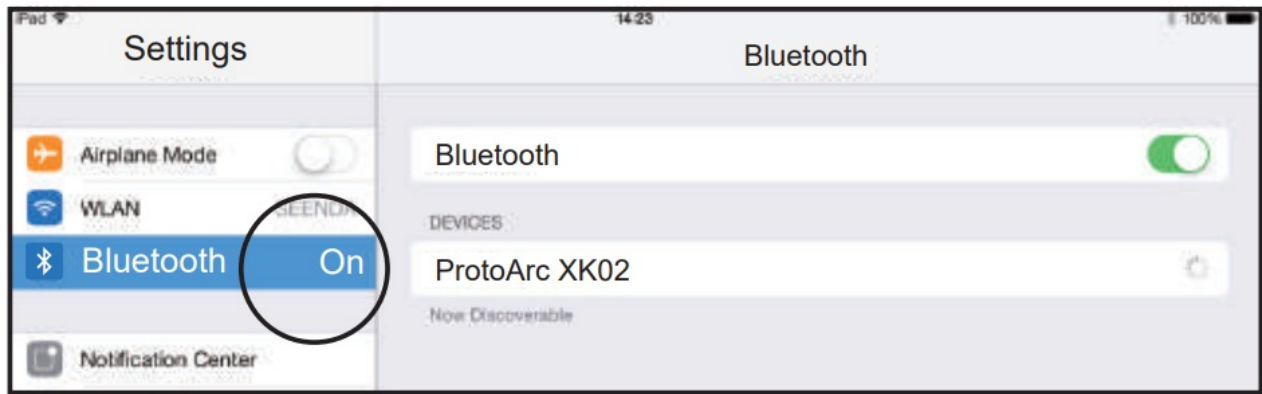 iPad 14:23 100%
Settings
Bluetooth
Airplane Mode
WLAN SEENDA
Bluetooth On
Notification Center
Bluetooth
DEVICES
ProtoArc XK02
Now Discoverable